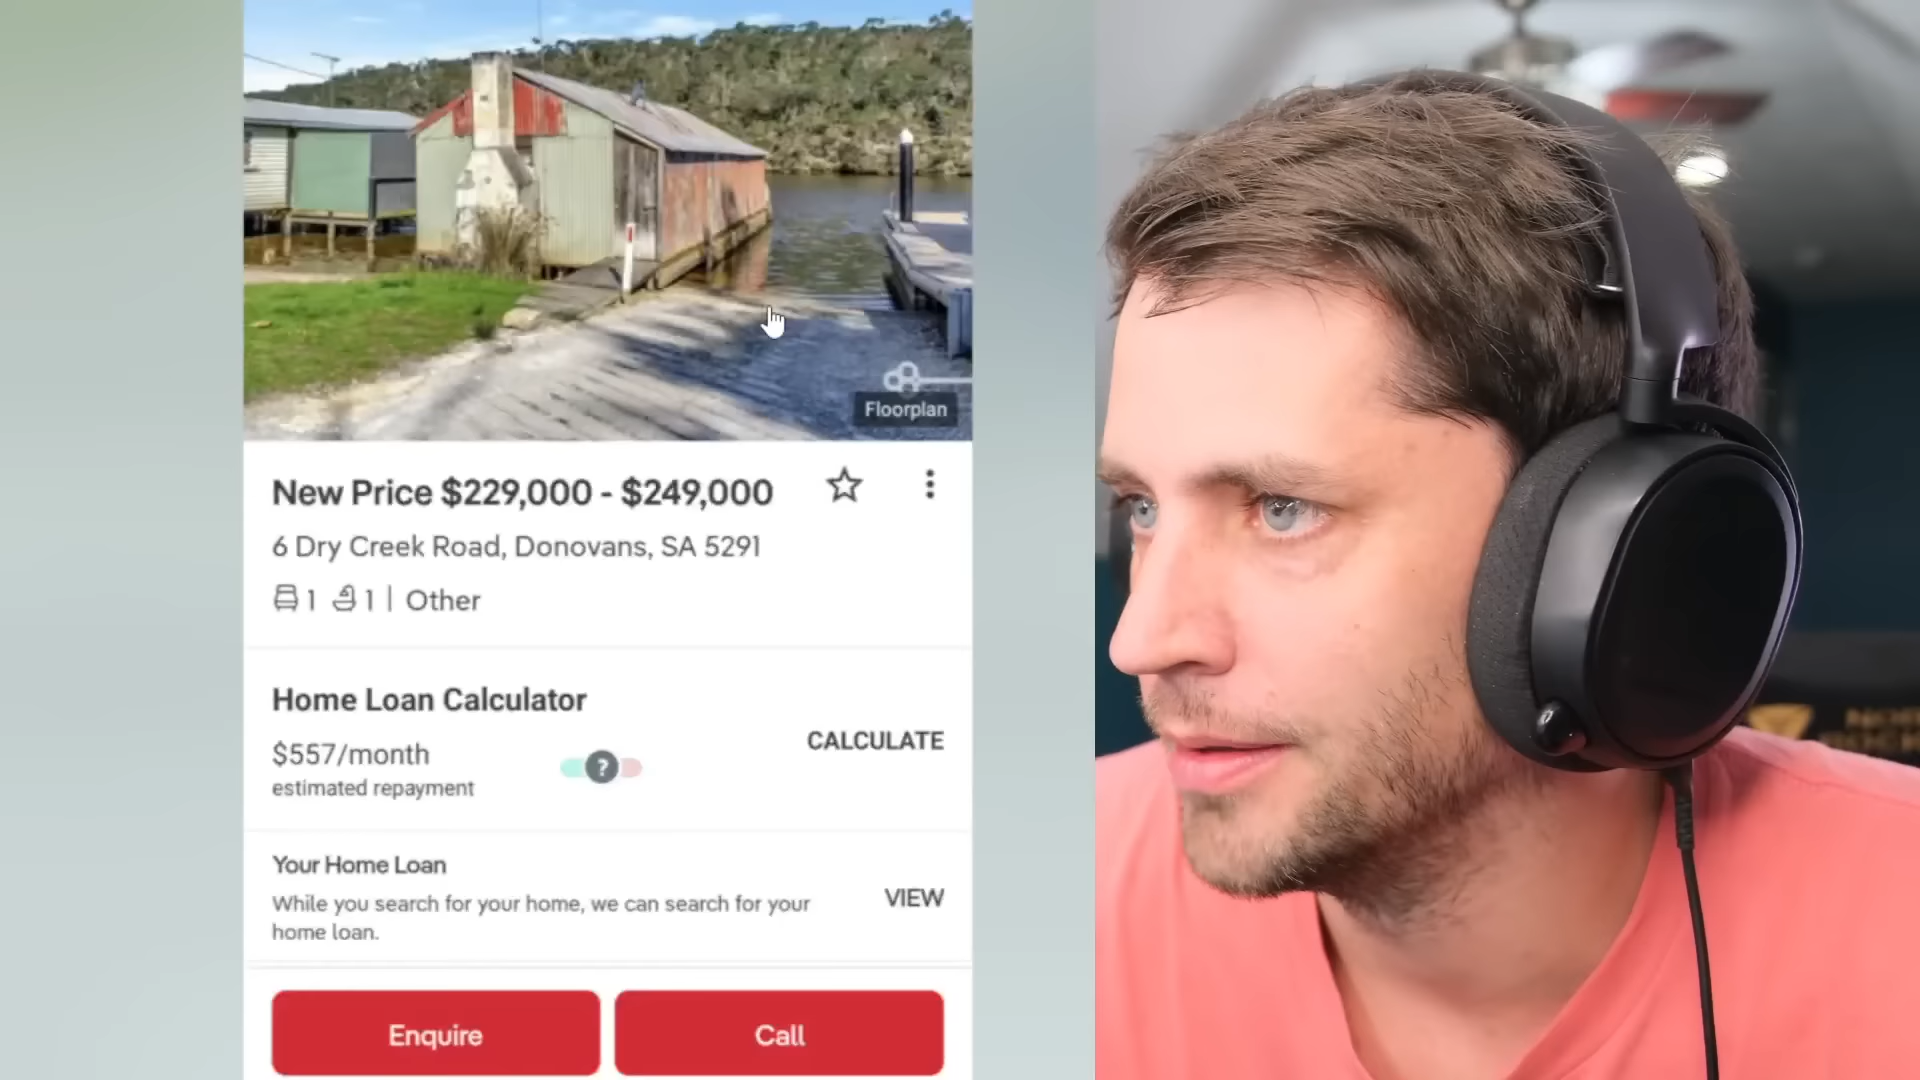 Floorplan
New Price $229,000 - $249,000
6 Dry Creek Road, Donovans, SA 5291
1 1 | Other
Home Loan Calculator
$557/month
estimated repayment
?
CALCULATE
Your Home Loan
While you search for your home, we can search for your
home loan.
VIEW
Enquire
Call